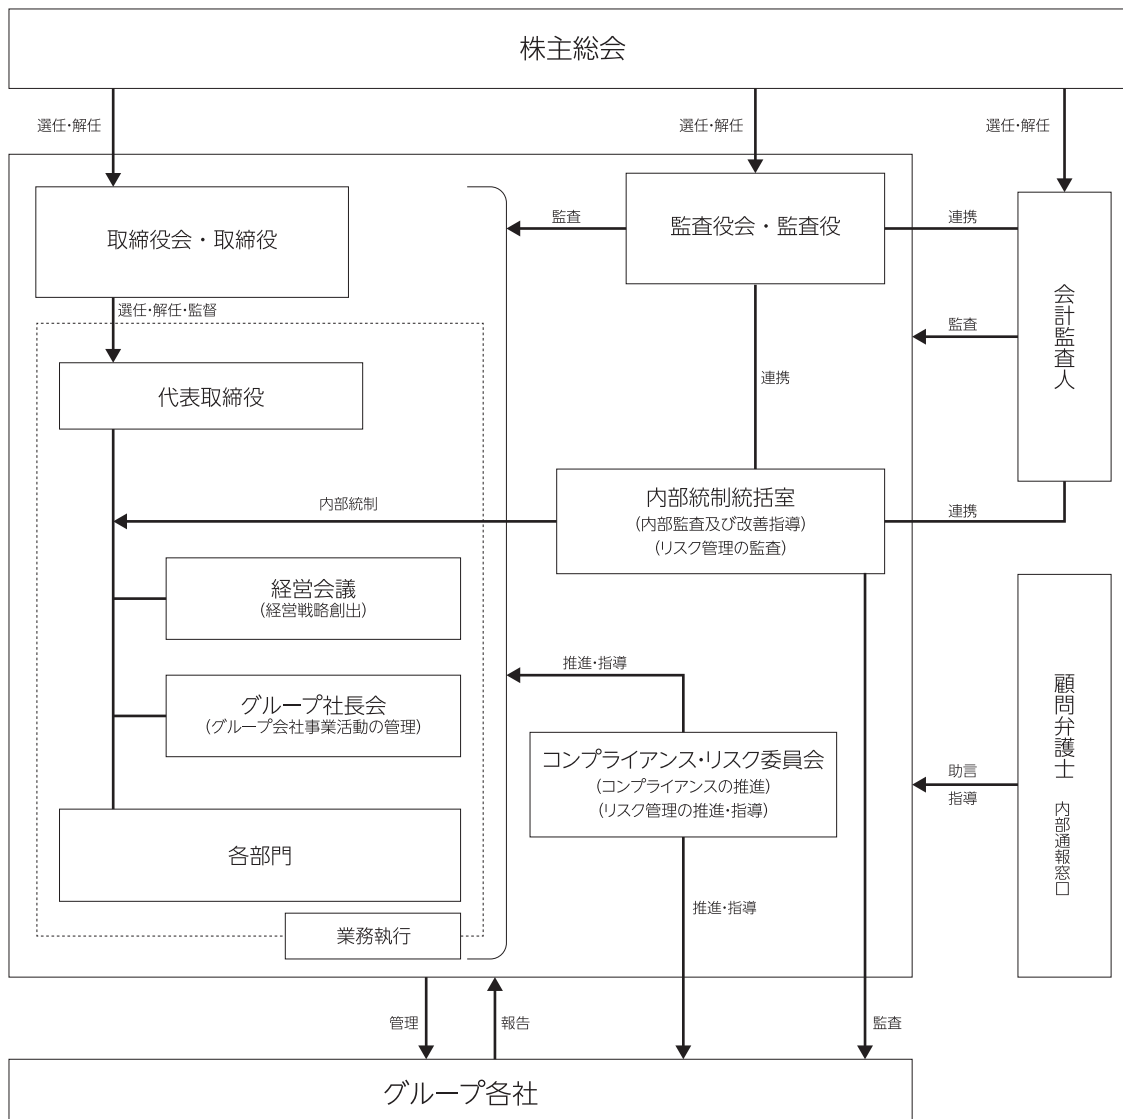 株主総会
選任・解任
選任・解任
選任・解任
取締役会・取締役
監査
監査役会・監査役
連携
会計監査人
選任・解任・監督
監査
代表取締役
連携
内部統制
内部統制統括室
(内部監査及び改善指導)
(リスク管理の監査)
連携
経営会議
(経営戦略創出)
推進・指導
グループ社長会
(グループ会社事業活動の管理)
コンプライアンス・リスク委員会
(コンプライアンスの推進)
(リスク管理の推進・指導)
助言
指導
顧問弁護士 内部通報窓口
各部門
推進・指導
業務執行
管理
報告
監査
グループ各社